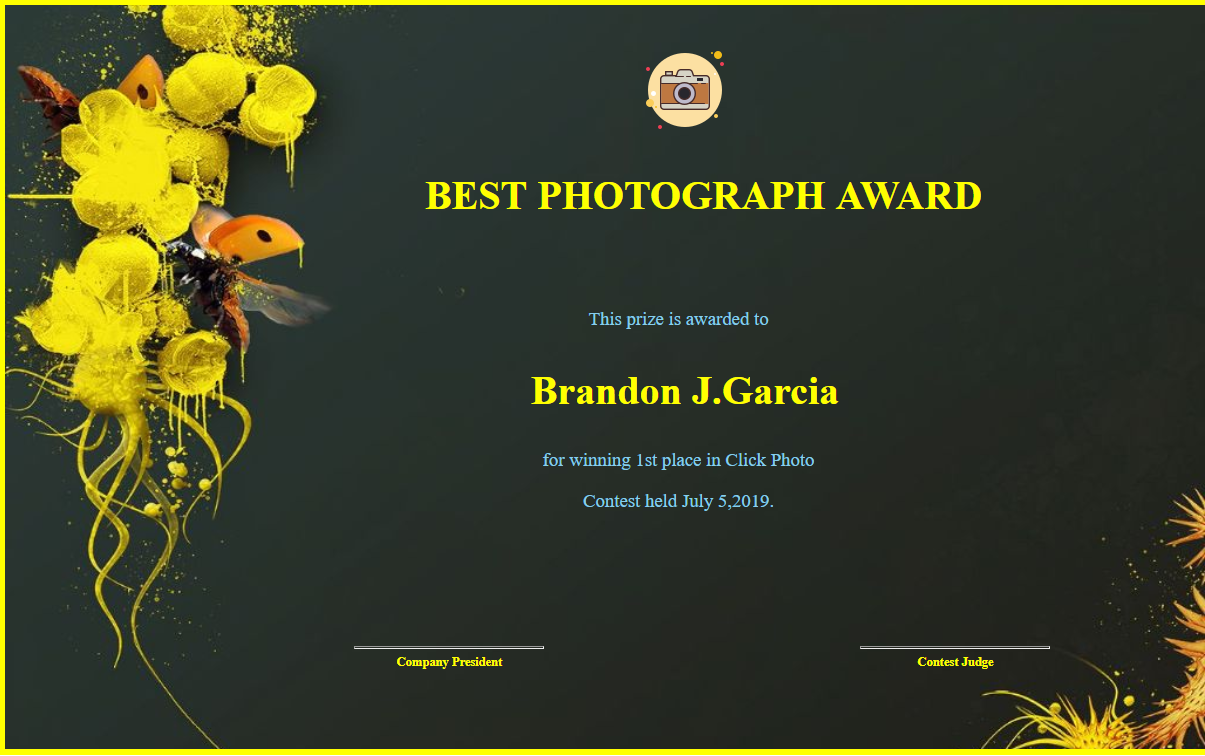 BEST PHOTOGRAPH AWARD
This prize is awarded to
Brandon J.Garcia
for winning 1st place in Click Photo
Contest held July 5,2019.
Company President
Contest Judge